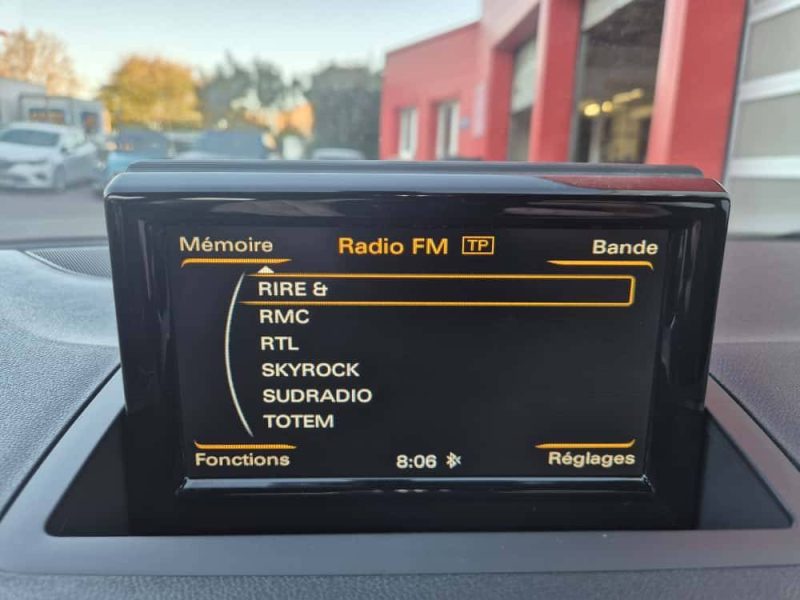 Mémoire Radio FM TP Bande
RIRE &
RMC
RTL
SKYROCK
SUDRADIO
TOTEM
Fonctions 8:06 Réglages